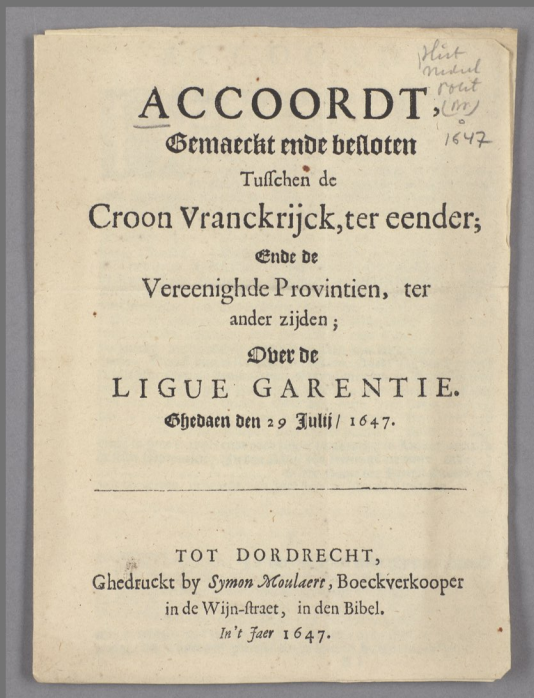 ACCOORDT,
Gemaeckt ende besloten
Tusschen de
Croon Vranckrijck, ter eender;
Ende de
Vereenighde Provintien, ter
ander zijden;
Over de
LIGUE GARENTIE.
Ghedaen den 29 Julij/ 1647.
TOT DORDRECHT,
Ghedruckt by Symon Moulaert, Boeckverkooper
in de Wijn-straet, in den Bibel.
In't Jaer 1647.
Hist
1647